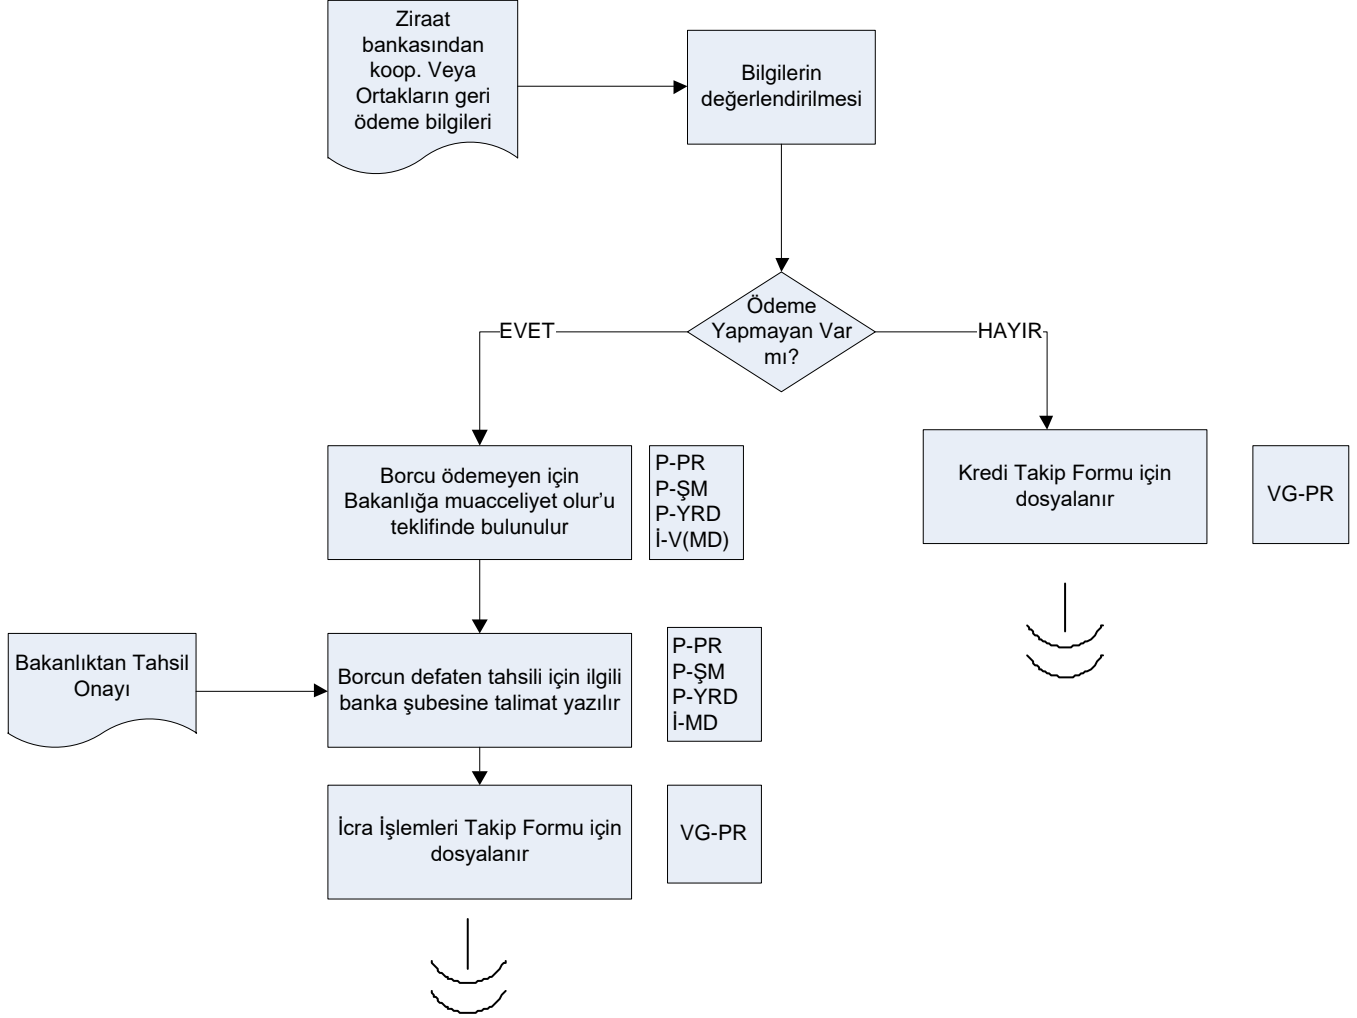 Ziraat
bankasından
koop. Veya
Ortakların geri
ödeme bilgileri
Bilgilerin
değerlendirilmesi
Ödeme
Yapmayan Var
mı?
EVET
HAYIR
Borcu ödemeyen için
Bakanlığa muacceliyet olur’u
teklifinde bulunulur
P-PR
P-ŞM
P-YRD
İ-V(MD)
Kredi Takip Formu için
dosyalanır
VG-PR
Bakanlıktan Tahsil
Onayı
Borcun defaten tahsili için ilgili
banka şubesine talimat yazılır
P-PR
P-ŞM
P-YRD
İ-MD
İcra İşlemleri Takip Formu için
dosyalanır
VG-PR